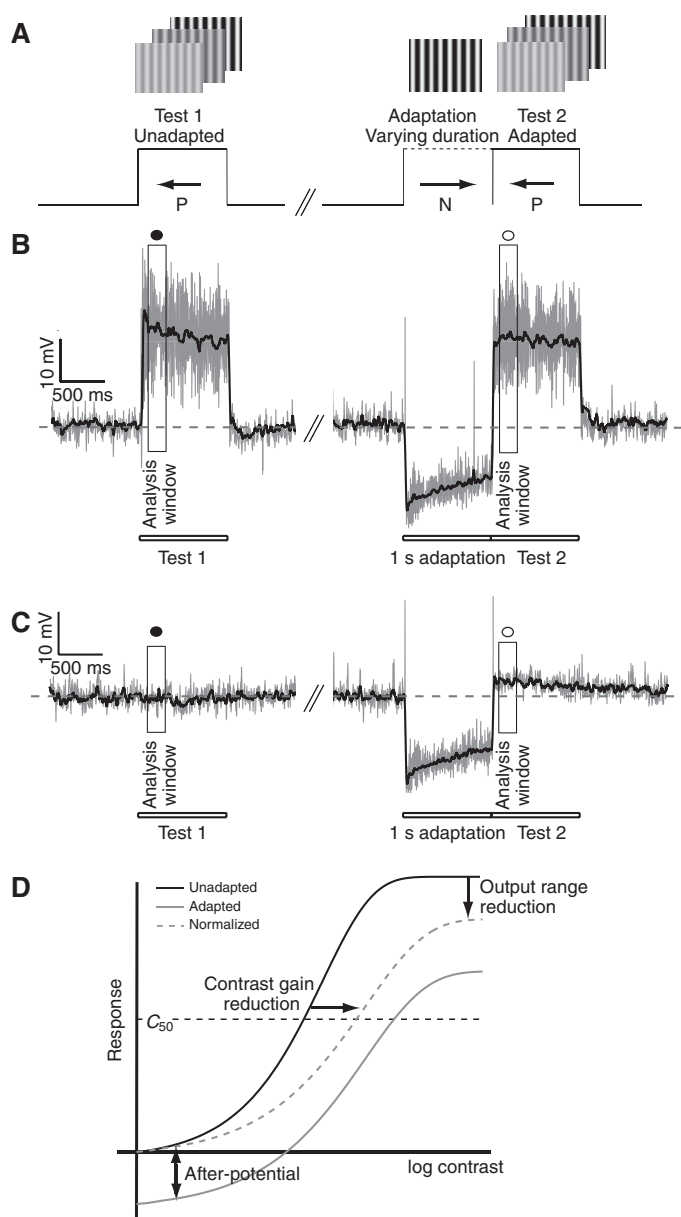 A
Test 1
Unadapted
Adaptation
Varying duration
Test 2
Adapted
P
N
P
B
10 mV
500 ms
Analysis
window
Analysis
window
Test 1
1 s adaptation
Test 2
C
10 mV
500 ms
Analysis
window
Analysis
window
Test 1
1 s adaptation
Test 2
D
Unadapted
Adapted
Normalized
Output range
reduction
Contrast gain
reduction
C50
Response
After-potential
log contrast